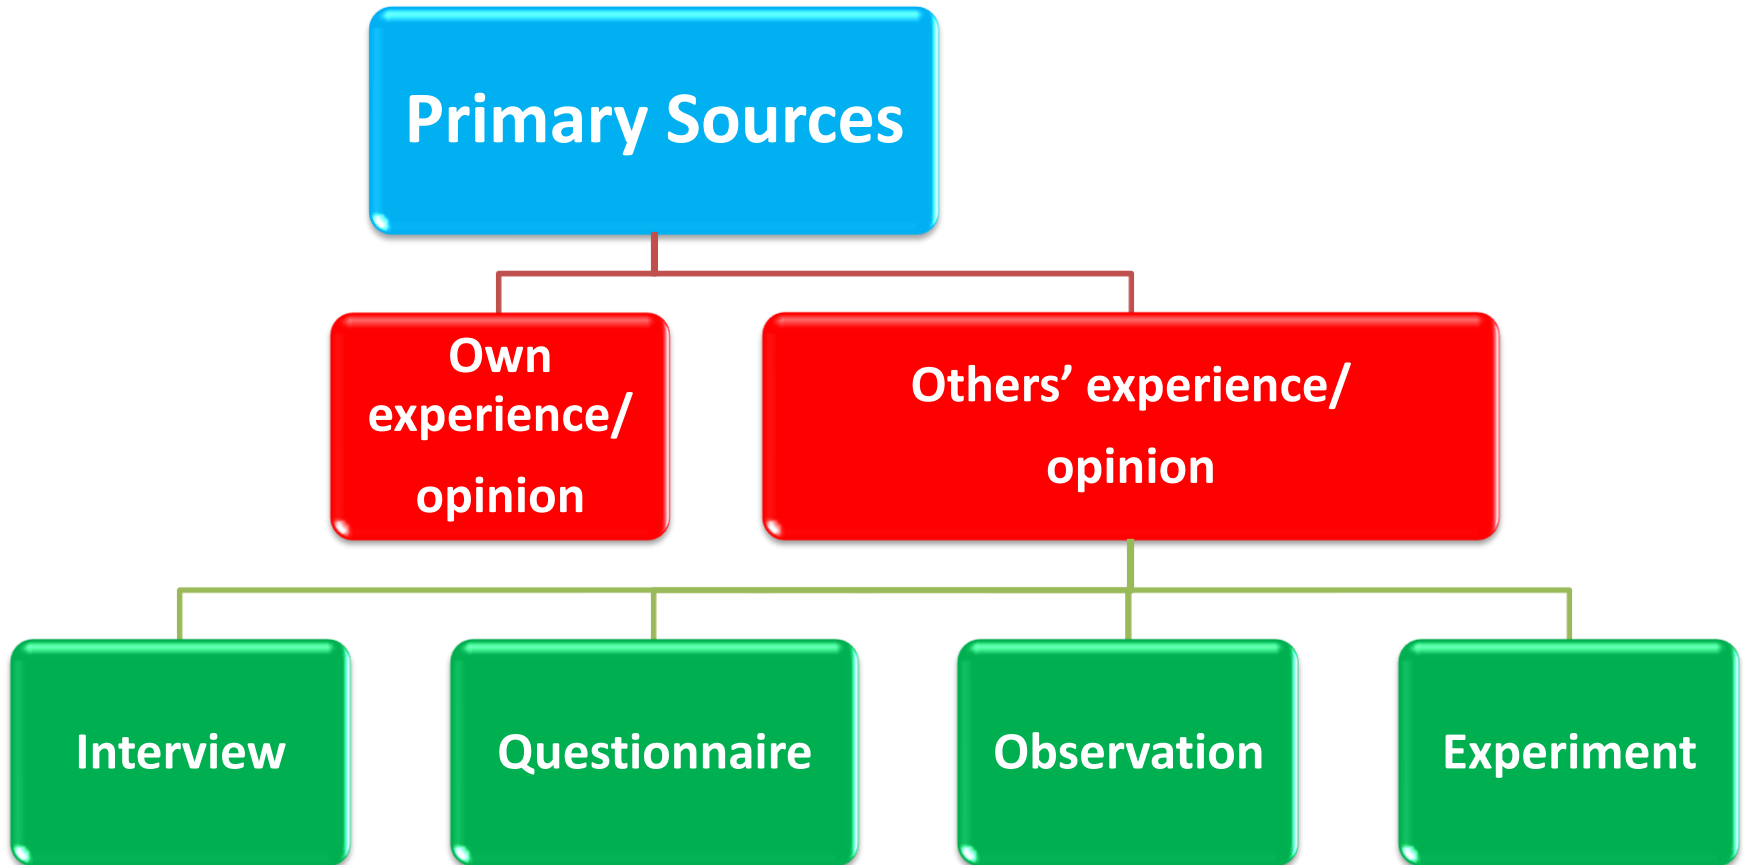 Primary Sources
Own
experience/
opinion
Others’ experience/
opinion
Interview
Questionnaire
Observation
Experiment